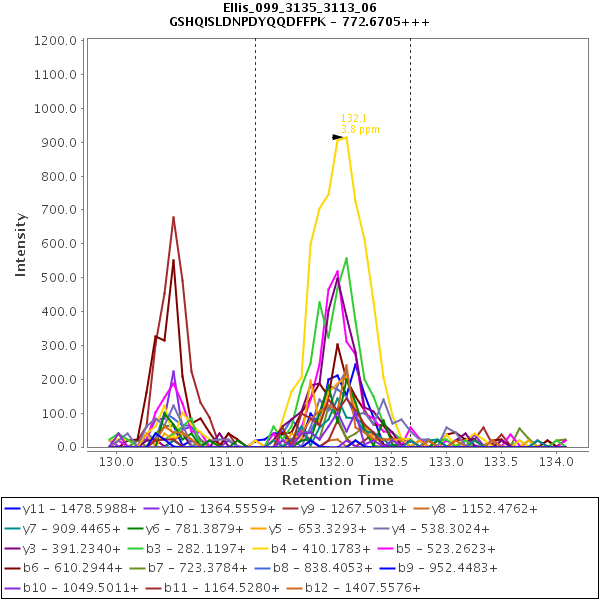 Ellis_099_3135_3113_06
GSHQISLDNPDYQQDFFPK - 772.6705+++
1200.0
1100.0
1000.0
900.0
800.0
700.0
600.0
500.0
400.0
300.0
200.0
100.0
0.0
Intensity
132.1
3.8 ppm
130.0 130.5 131.0 131.5 132.0 132.5 133.0 133.5 134.0
Retention Time
y11 - 1478.5988+ y10 - 1364.5559+ y9 - 1267.5031+ y8 - 1152.4762+
y7 - 909.4465+ y6 - 781.3879+ y5 - 653.3293+ y4 - 538.3024+
y3 - 391.2340+ b3 - 282.1197+ b4 - 410.1783+ b5 - 523.2623+
b6 - 610.2944+ b7 - 723.3784+ b8 - 838.4053+ b9 - 952.4483+
b10 - 1049.5011+ b11 - 1164.5280+ b12 - 1407.5576+